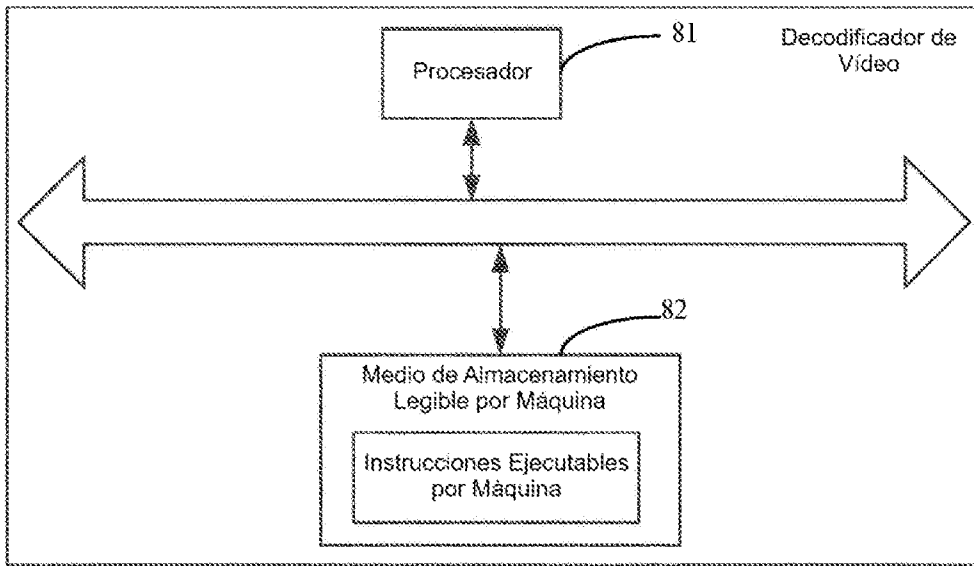 81
Decodificador de
Vídeo
Procesador
82
Medio de Almacenamiento
Legible por Máquina
Instrucciones Ejecutables
por Máquina